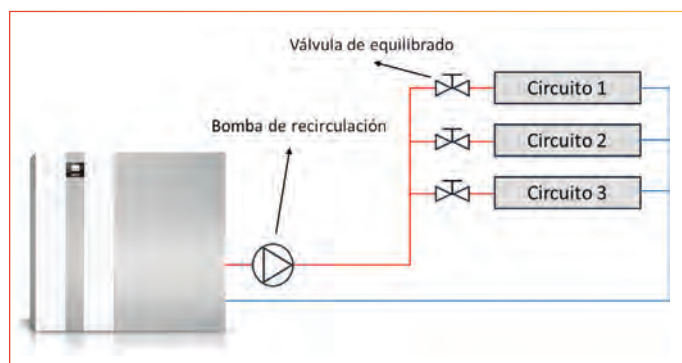 Válvula de equilibrado
Circuito 1
Bomba de recirculación
Circuito 2
Circuito 3